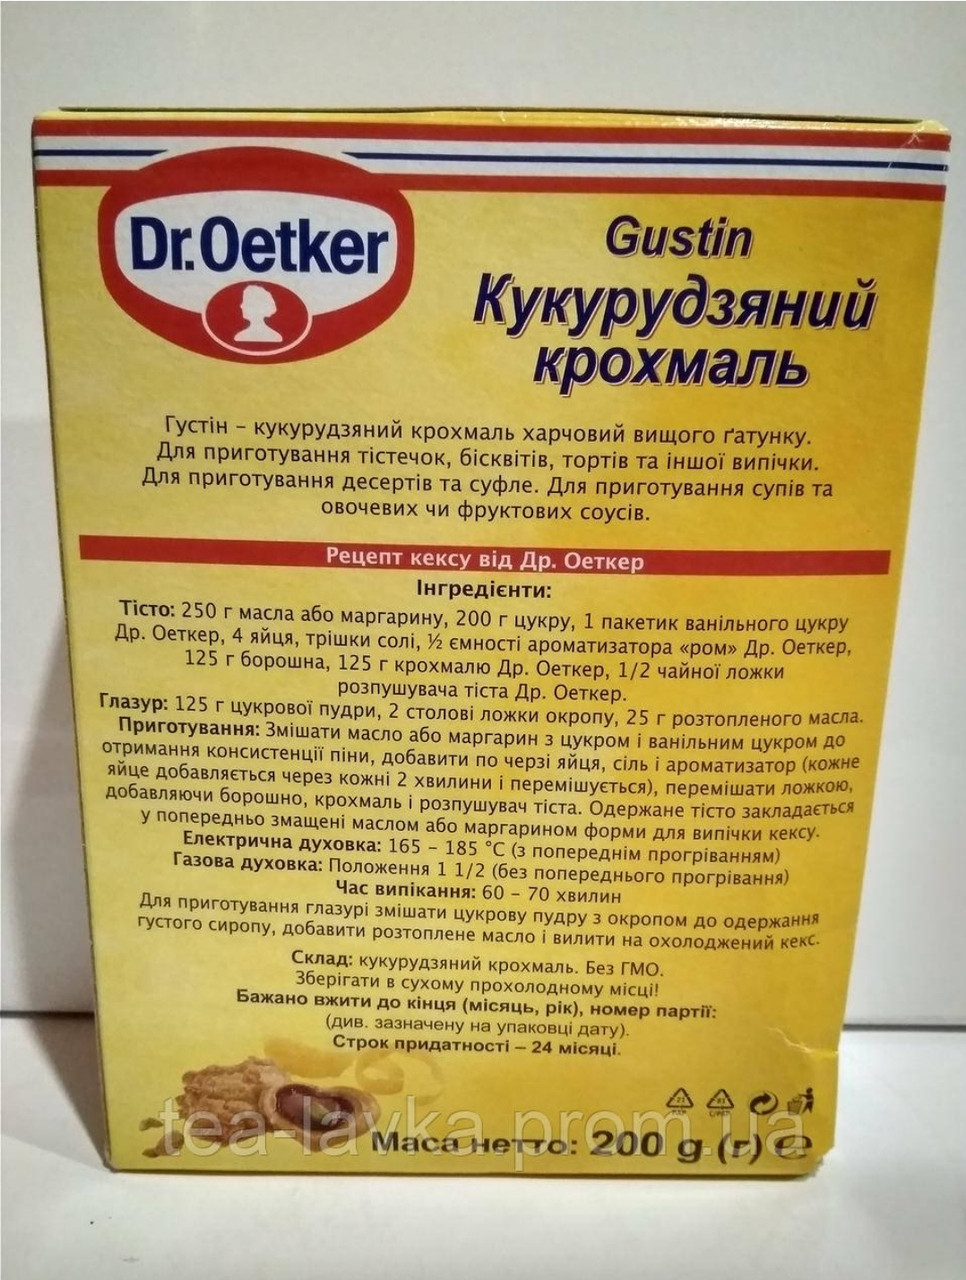 Dr.Oetker
Gustin
Кукурудзяний
крохмаль
Густін – кукурудзяний крохмаль харчовий вищого ґатунку.
Для приготування тістечок, бісквітів, тортів та іншої випічки.
Для приготування десертів та суфле. Для приготування супів та
овочевих чи фруктових соусів.
Рецепт кексу від Др. Оеткер
Інгредієнти:
Тісто: 250 г масла або маргарину, 200 г цукру, 1 пакетик ванільного цукру
Др. Оеткер, 4 яйця, трішки солі, ½ ємності ароматизатора «ром» Др. Оеткер,
125 г борошна, 125 г крохмалю Др. Оеткер, 1/2 чайної ложки
розпушувача тіста Др. Оеткер.
Глазур: 125 г цукрової пудри, 2 столові ложки окропу, 25 г розтопленого масла.
Приготування: Змішати масло або маргарин з цукром і ванільним цукром до
отримання консистенції піни, добавити по черзі яйця, сіль і ароматизатор (кожне
яйце добавляється через кожні 2 хвилини і перемішується), перемішати ложкою,
добавляючи борошно, крохмаль і розпушувач тіста. Одержане тісто закладається
у попередньо змащені маслом або маргарином форми для випічки кексу.
Електрична духовка: 165 – 185 °C (з попереднім прогріванням)
Газова духовка: Положення 1 1/2 (без попереднього прогрівання)
Час випікання: 60 – 70 хвилин
Для приготування глазурі змішати цукрову пудру з окропом до одержання
густого сиропу, добавити розтоплене масло і вилити на охолоджений кекс.
Склад: кукурудзяний крохмаль. Без ГМО.
Зберігати в сухому прохолодному місці!
Бажано вжити до кінця (місяць, рік), номер партії:
(див. зазначену на упаковці дату).
Строк придатності – 24 місяці.
tea-lavka.prom.ua
Маса нетто: 200 g (г) ℮